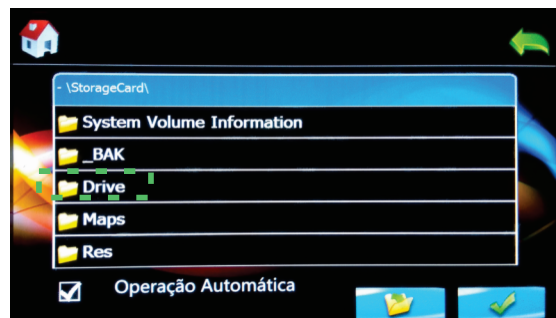 - \StorageCard\
System Volume Information
_BAK
Drive
Maps
Res
Operação Automática